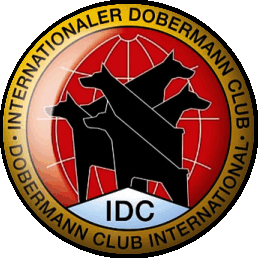 · INTERNATIONALER DOBERMANN CLUB ·
IDC
DOBERMANN CLUB INTERNATIONAL